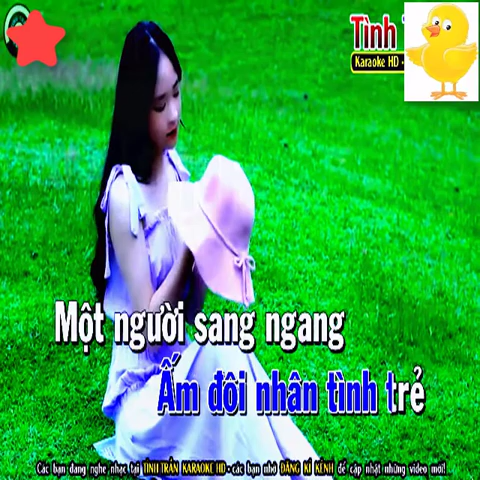 Tình
Karaoke HD -
Một người sang ngang
Ấm đôi nhân tình trẻ
Các bạn đang nghe nhạc tại TÌNH TRẦN KARAOKE HD - các bạn nhớ ĐĂNG KÍ KÊNH để cập nhật những video mới!